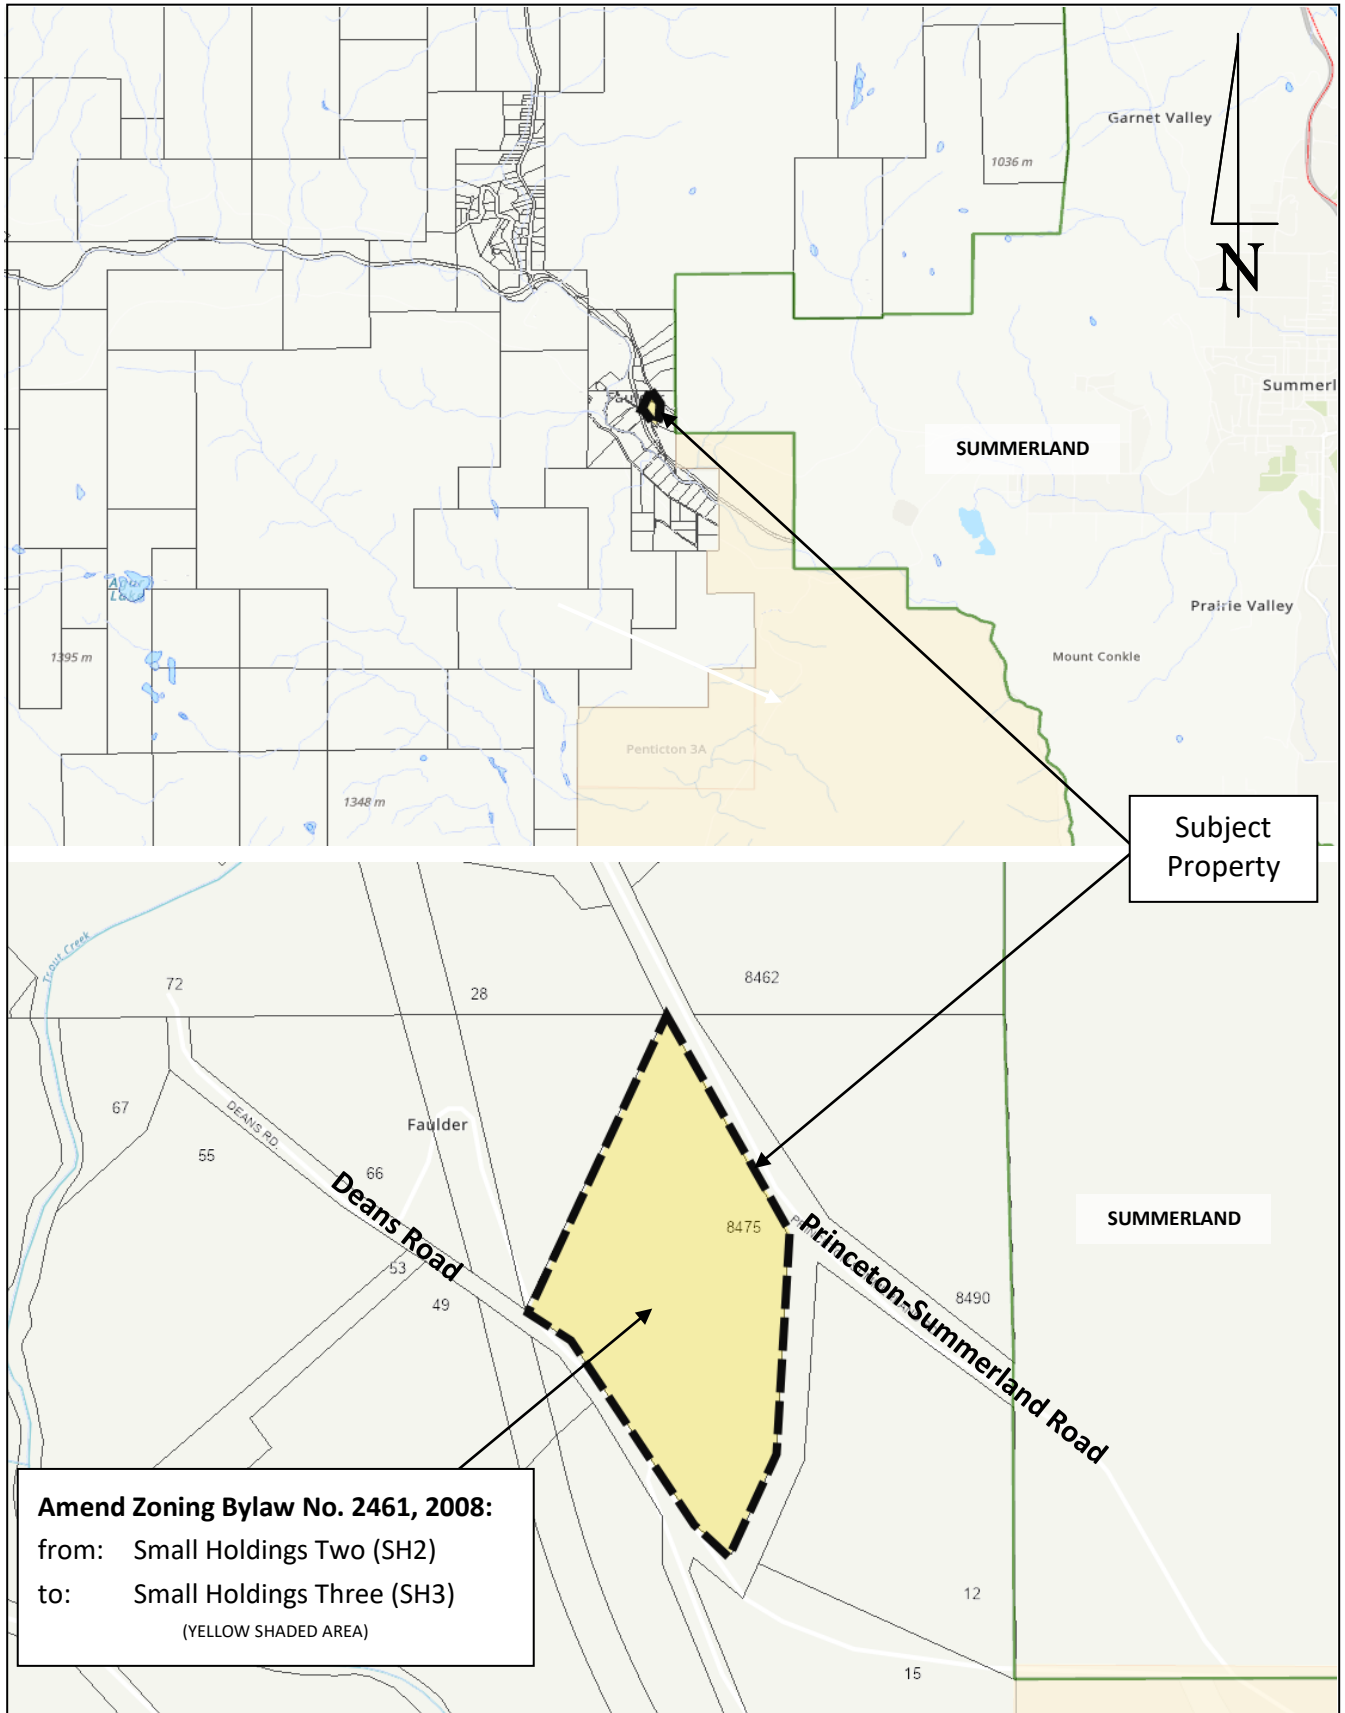 Garnet Valley
1036 m
N
Summerl
SUMMERLAND
Prairie Valley
Mount Conkle
1395 m
Penticton 3A
1348 m
Subject
Property
Trout Creek
72
28
8462
67
DEANS RD.
Faulder
55
66
Deans Road
8475
Princeton-Summerland Road
SUMMERLAND
53
49
8490
Amend Zoning Bylaw No. 2461, 2008:
from: Small Holdings Two (SH2)
to: Small Holdings Three (SH3)
(YELLOW SHADED AREA)
12
15